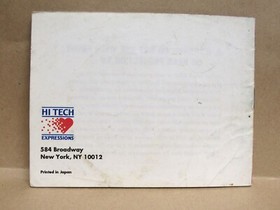 HI TECH
EXPRESSIONS
584 Broadway
New York, NY 10012
Printed in Japan